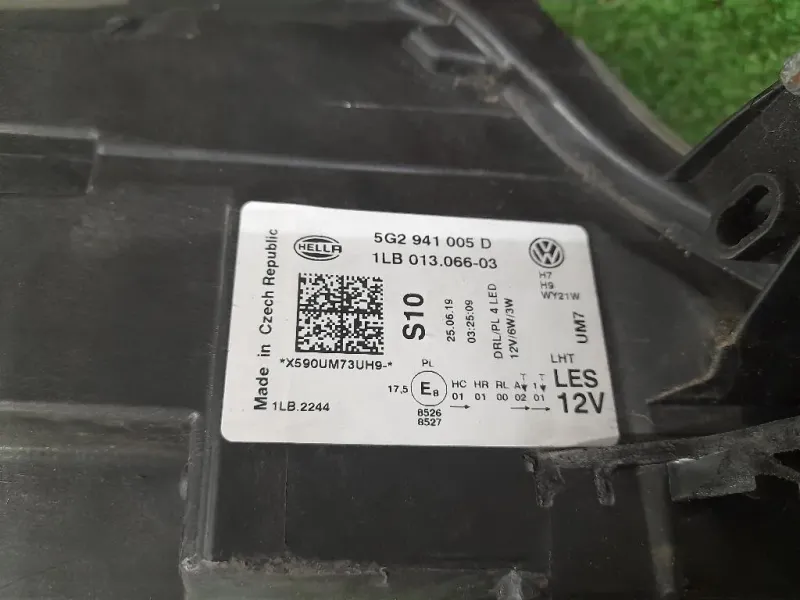 HELLA
5G2 941 005 D
1LB 013.066-03
Made in Czech Republic
*X590UM73UH9-*
1LB.2244
S10
25.06.19
03:25:09
DRL/PL 4 LED
12V/6W/3W
H7
H9
WY21W
UM7
LHT
LES
12V
PL
17,5 E8
8526
8527
HC HR RL A 1
01 01 00 02 01
T T